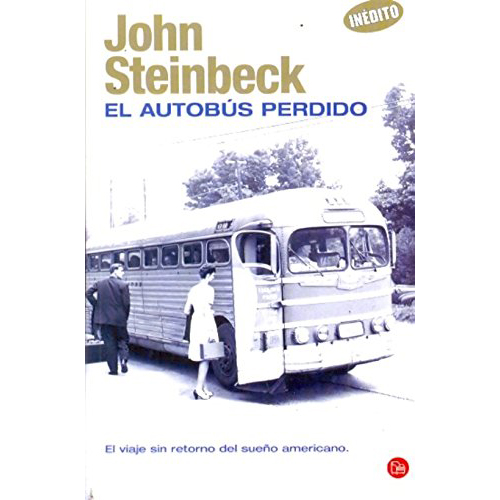 INÉDITO
John
Steinbeck
EL AUTOBÚS PERDIDO
El viaje sin retorno del sueño americano.